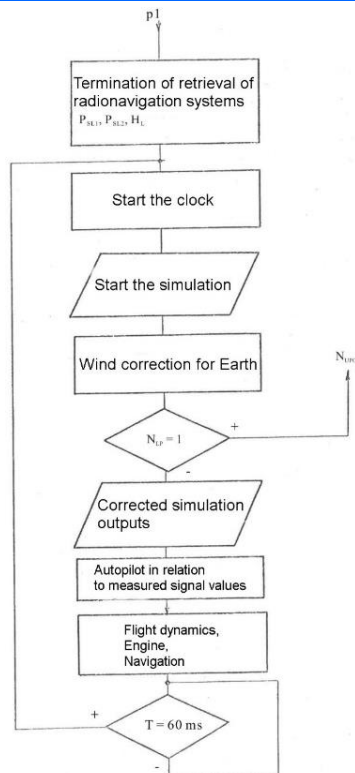 p1
Termination of retrieval of
radionavigation systems
P_SL1, P_SL2, H_L
Start the clock
Start the simulation
Wind correction for Earth
N_LP = 1
+
-
Corrected simulation
outputs
Autopilot in relation
to measured signal values
Flight dynamics,
Engine,
Navigation
+
T = 60 ms
-